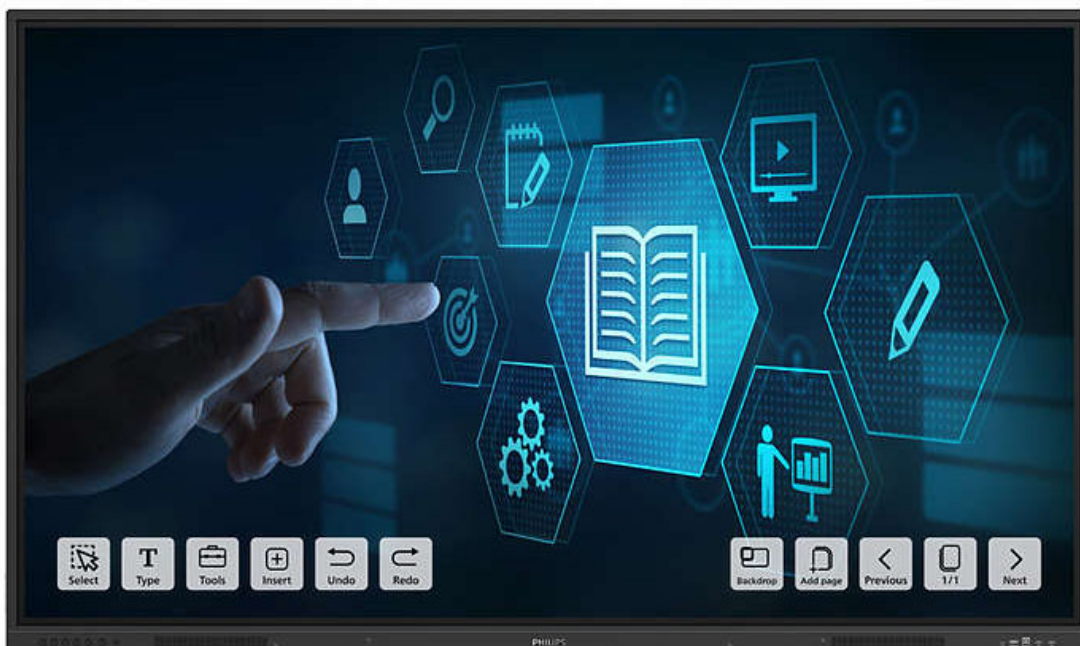 Select
Type
Tools
Insert
Undo
Redo
Backdrop
Add page
Previous
1/1
Next
PHILIPS